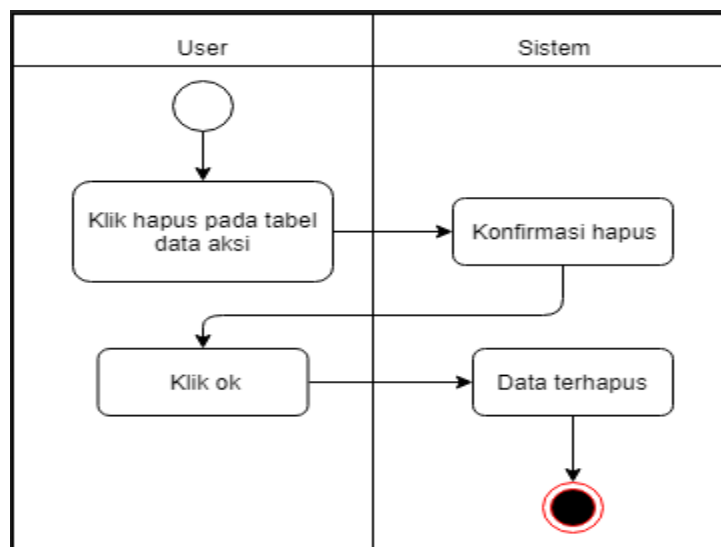 User
Sistem
Klik hapus pada tabel
data aksi
Konfirmasi hapus
Klik ok
Data terhapus